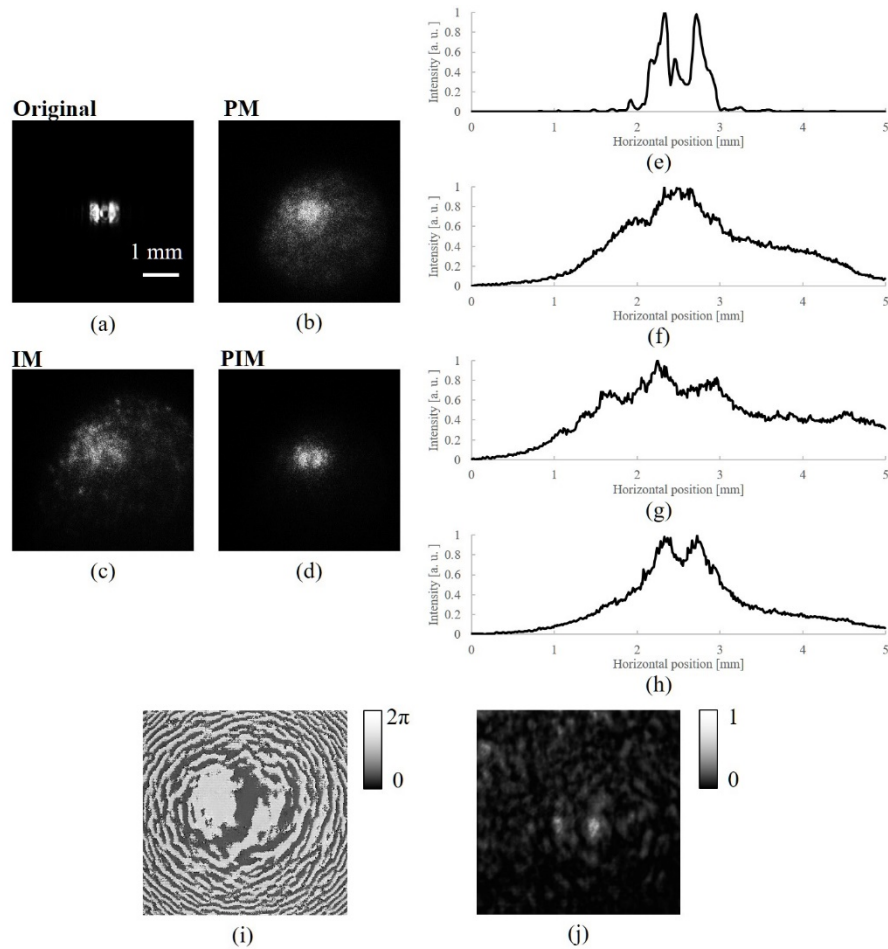 Original
PM
1 mm
(a)
(b)
IM
PIM
(c)
(d)
Intensity [a. u.]
1
0.8
0.6
0.4
0.2
0
0 1 2 3 4 5
Horizontal position [mm]
(e)
Intensity [a. u.]
1
0.8
0.6
0.4
0.2
0
0 1 2 3 4 5
Horizontal position [mm]
(f)
Intensity [a. u.]
1
0.8
0.6
0.4
0.2
0
0 1 2 3 4 5
Horizontal position [mm]
(g)
Intensity [a. u.]
1
0.8
0.6
0.4
0.2
0
0 1 2 3 4 5
Horizontal position [mm]
(h)
2π
0
(i)
1
0
(j)